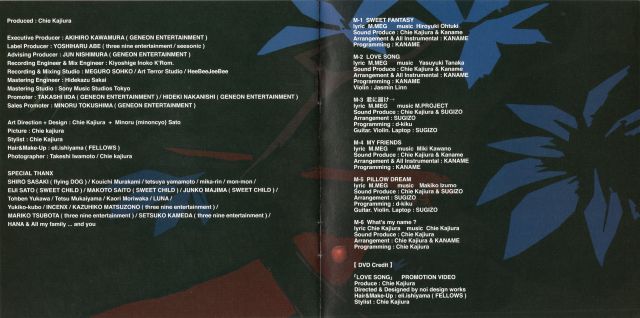 Produced : Chie Kajiura
Executive Producer : AKIHIRO KAWAMURA ( GENEON ENTERTAINMENT )
Label Producer : YOSHIHARU ABE ( three nine entertainment / seesonic )
Advising Producer : JUN NISHIMURA ( GENEON ENTERTAINMENT )
Recording Engineer & Mix Engineer : Kiyoshige Inoko K'Rom.
Recording & Mixing Studio : MEGURO SOHKO / Art Terror Studio / HeeBeeJeeBee
Mastering Engineer : Hidekazu Sakai
Mastering Studio : Sony Music Studios Tokyo
Promoter : TAKASHI IIDA ( GENEON ENTERTAINMENT ) / HIDEKI NAKANISHI ( GENEON ENTERTAINMENT )
Sales Promoter : MINORU TOKUSHIMA ( GENEON ENTERTAINMENT )
Art Direction + Design : Chie Kajiura + Minoru (minoncyo) Sato
Picture : Chie kajiura
Stylist : Chie Kajiura
Hair&Make-Up : eli.ishiyama ( FELLOWS )
Photographer : Takeshi Iwamoto / Chie kajiura
SPECIAL THANX
SHIRO SASAKI ( flying DOG ) / Kouichi Murakami / tetsuya yamamoto / mika-rin / mon-mon /
EIJI SATO ( SWEET CHILD ) / MAKOTO SAITO ( SWEET CHILD ) / JUNKO MAJIMA ( SWEET CHILD ) /
Tohben Yukawa / Tetsu Mukaiyama / Kaori Moriwaka / LUNA /
Yukiko-kubo / INCENX / KAZUHIKO MATSUZONO ( three nine entertainment ) /
MARIKO TSUBOTA ( three nine entertainment ) / SETSUKO KAMEDA ( three nine entertainment ) /
HANA & All my family ... and you
M-1 SWEET FANTASY
lyric M.MEG music Hiroyuki Ohtuki
Sound Produce : Chie Kajiura & Kaname
Arrangement & All Instrumental : KANAME
Programming : KANAME
M-2 LOVE SONG
lyric M.MEG music Yasuyuki Tanaka
Sound Produce : Chie Kajiura & KANAME
Arrangement & All Instrumental : KANAME
Programming : KANAME
Violin : Jasmin Linn
M-3 君に届け→
lyric M.MEG music M.PROJECT
Sound Produce : Chie Kajiura & SUGIZO
Arrangement : SUGIZO
Programming : d-kiku
Guitar. Violin. Laptop : SUGIZO
M-4 MY FRIENDS
lyric M.MEG music Miki Kawano
Sound Produce : Chie Kajiura & KANAME
Arrangement & All Instrumental : KANAME
Programming : KANAME
M-5 PILLOW DREAM
lyric M.MEG music Makiko Izumo
Sound Produce : Chie Kajiura & SUGIZO
Arrangement : SUGIZO
Programming : d-kiku
Guitar. Violin. Laptop : SUGIZO
M-6 What's my name ?
lyric Chie Kajiura music Chie Kajiura
Sound Produce : Chie Kajiura
Arrangement : Chie Kajiura & KANAME
Programming : Chie Kajiura
[ DVD Credit ]
『LOVE SONG』 PROMOTION VIDEO
Produce : Chie Kajiura
Directed & Designed by noi design works
Hair&Make-Up : eli.ishiyama ( FELLOWS )
Stylist : Chie Kajiura